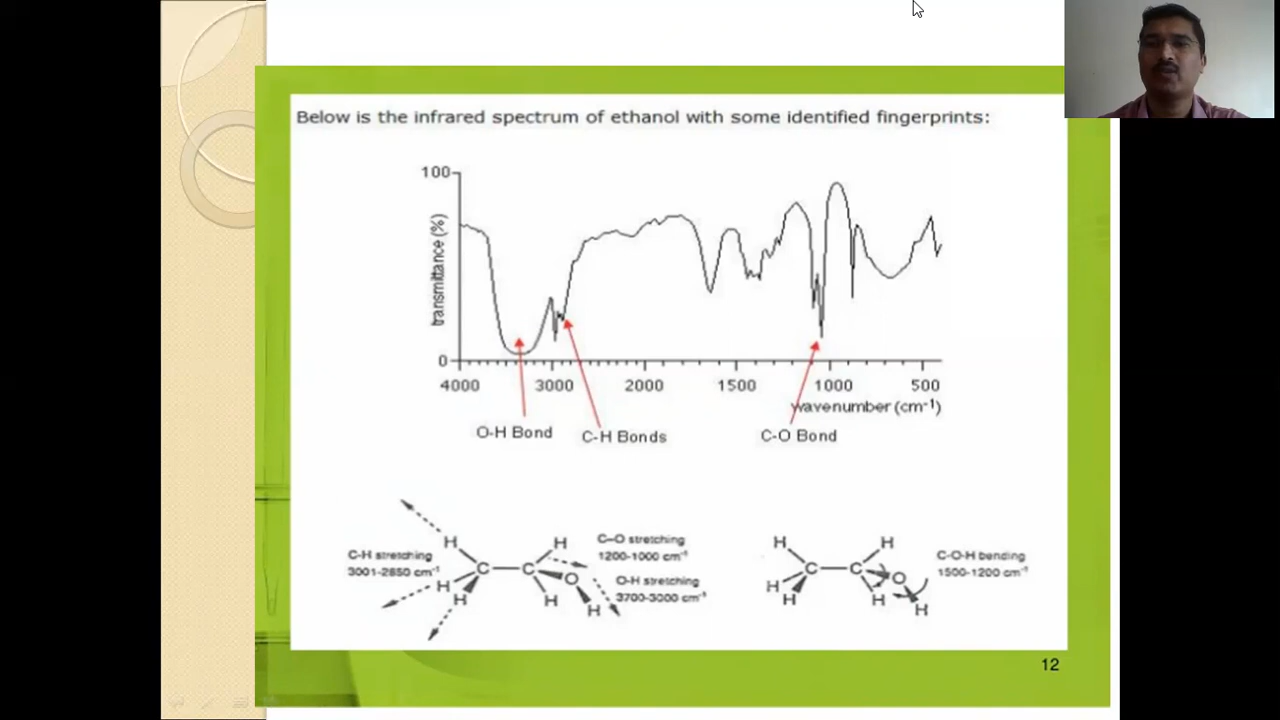 Below is the infrared spectrum of ethanol with some identified fingerprints:
100
transmittance (%)
0
4000 3000 2000 1500 1000 500
wavenumber (cm-1)
O-H Bond C-H Bonds C-O Bond
H H C–O stretching
1200-1000 cm-1
C-H stretching
3001-2850 cm-1
C C O
H H H H
O-H stretching
3700-3000 cm-1
H H C-O-H bending
1500-1200 cm-1
C C O
H H H H
12